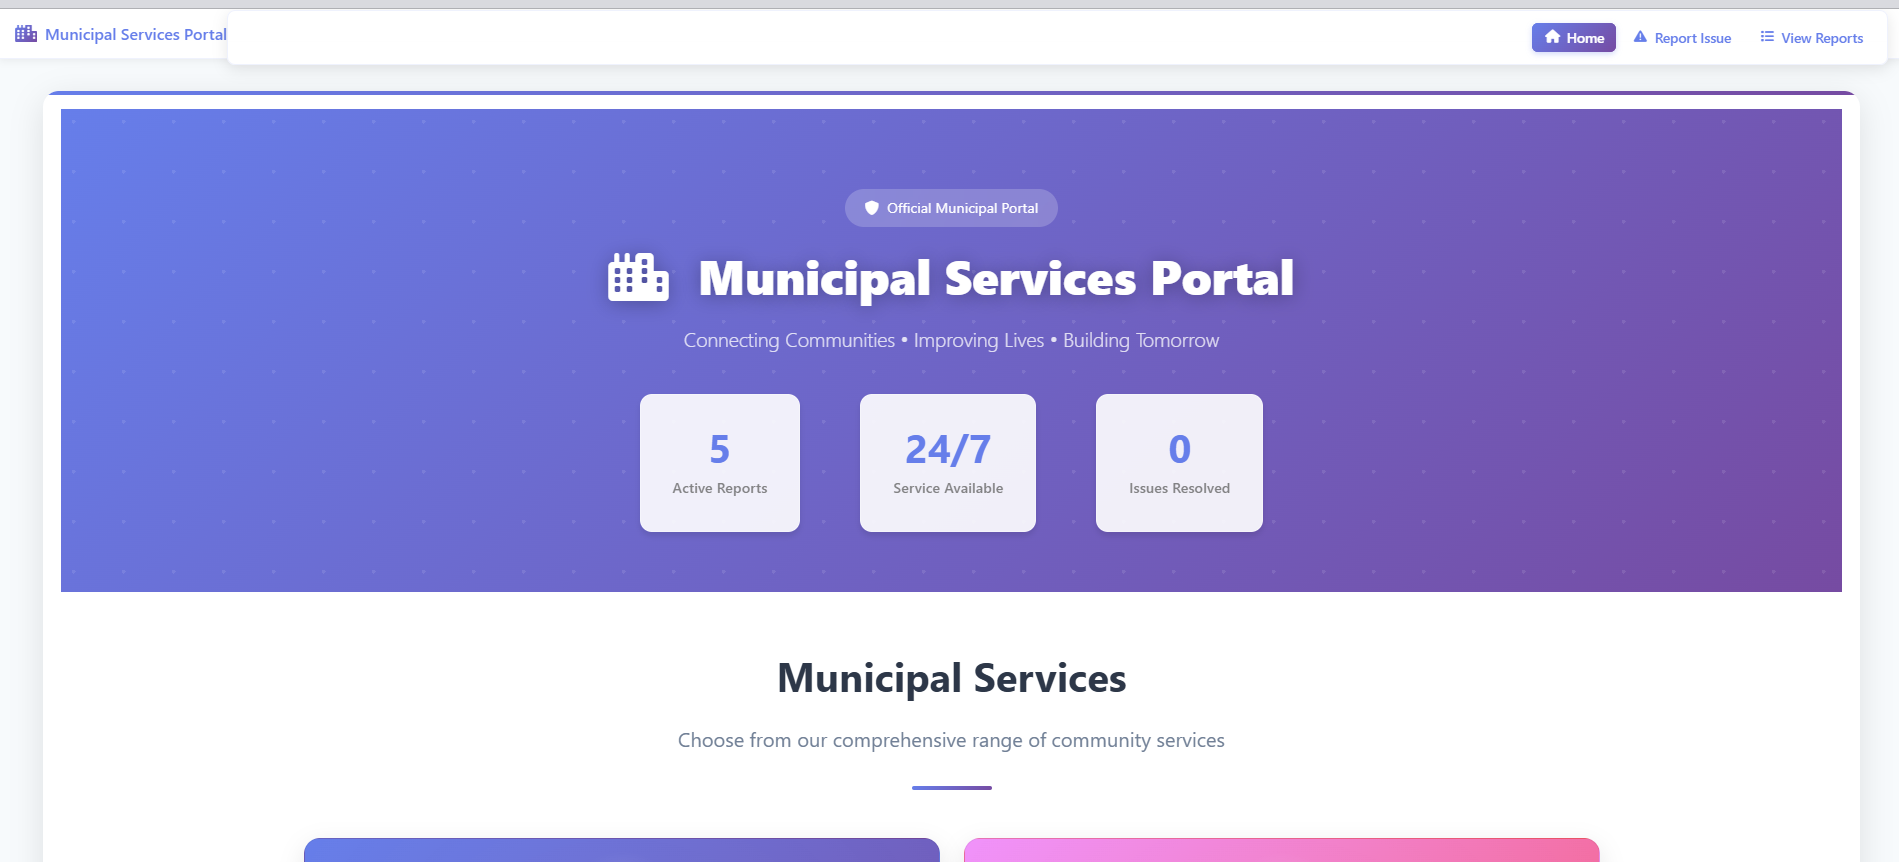 Municipal Services Portal
Home
Report Issue
View Reports
Official Municipal Portal
Municipal Services Portal
Connecting Communities • Improving Lives • Building Tomorrow
5
Active Reports
24/7
Service Available
0
Issues Resolved
Municipal Services
Choose from our comprehensive range of community services